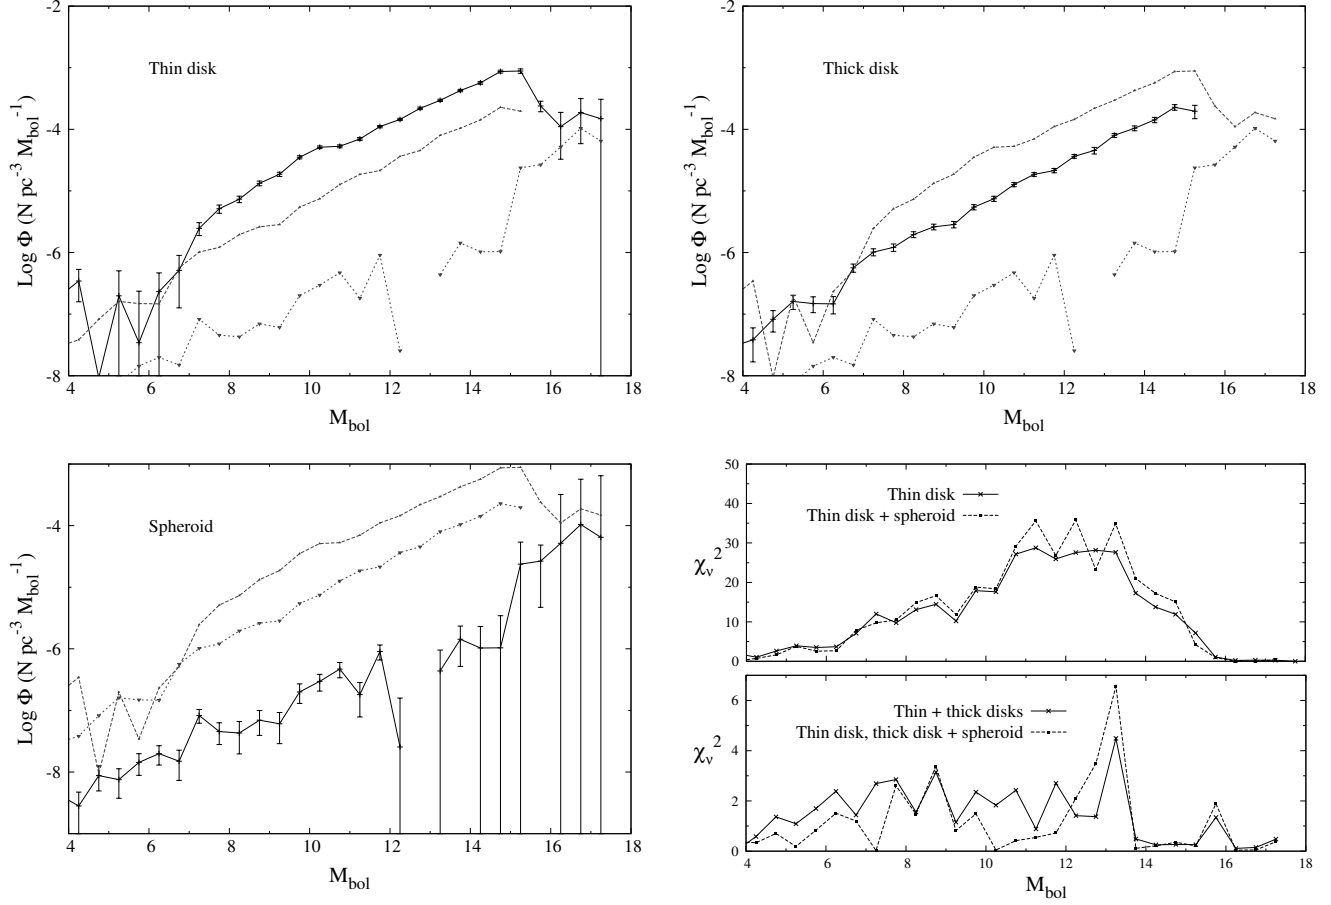 -2
-4
-6
-8
Log Φ (N pc⁻³ M_bol⁻¹)
Thin disk
4 6 8 10 12 14 16 18
M_bol
-2
-4
-6
-8
Log Φ (N pc⁻³ M_bol⁻¹)
Thick disk
4 6 8 10 12 14 16 18
M_bol
-4
-6
-8
Log Φ (N pc⁻³ M_bol⁻¹)
Spheroid
4 6 8 10 12 14 16 18
M_bol
50
40
30
20
10
0
χ_ν²
Thin disk
Thin disk + spheroid
6
4
2
0
χ_ν²
Thin + thick disks
Thin disk, thick disk + spheroid
4 6 8 10 12 14 16 18
M_bol